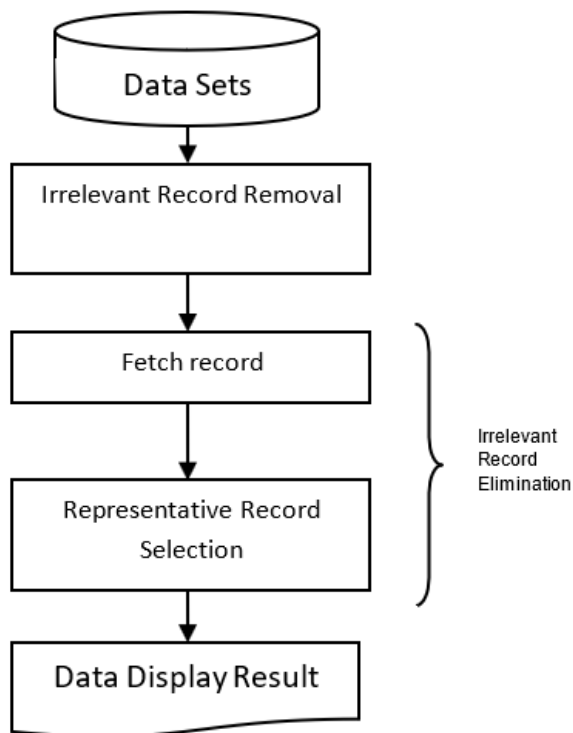 Data Sets
Irrelevant Record Removal
Fetch record
Irrelevant
Record
Elimination
Representative Record
Selection
Data Display Result